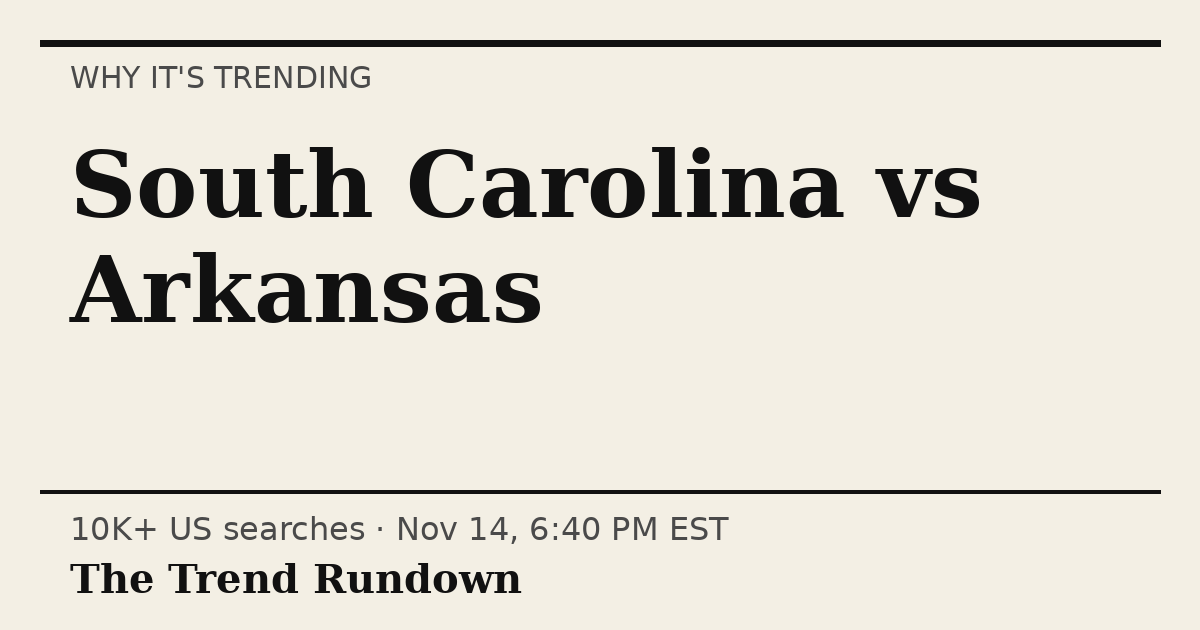 WHY IT'S TRENDING
South Carolina vs
Arkansas
10K+ US searches · Nov 14, 6:40 PM EST
The Trend Rundown